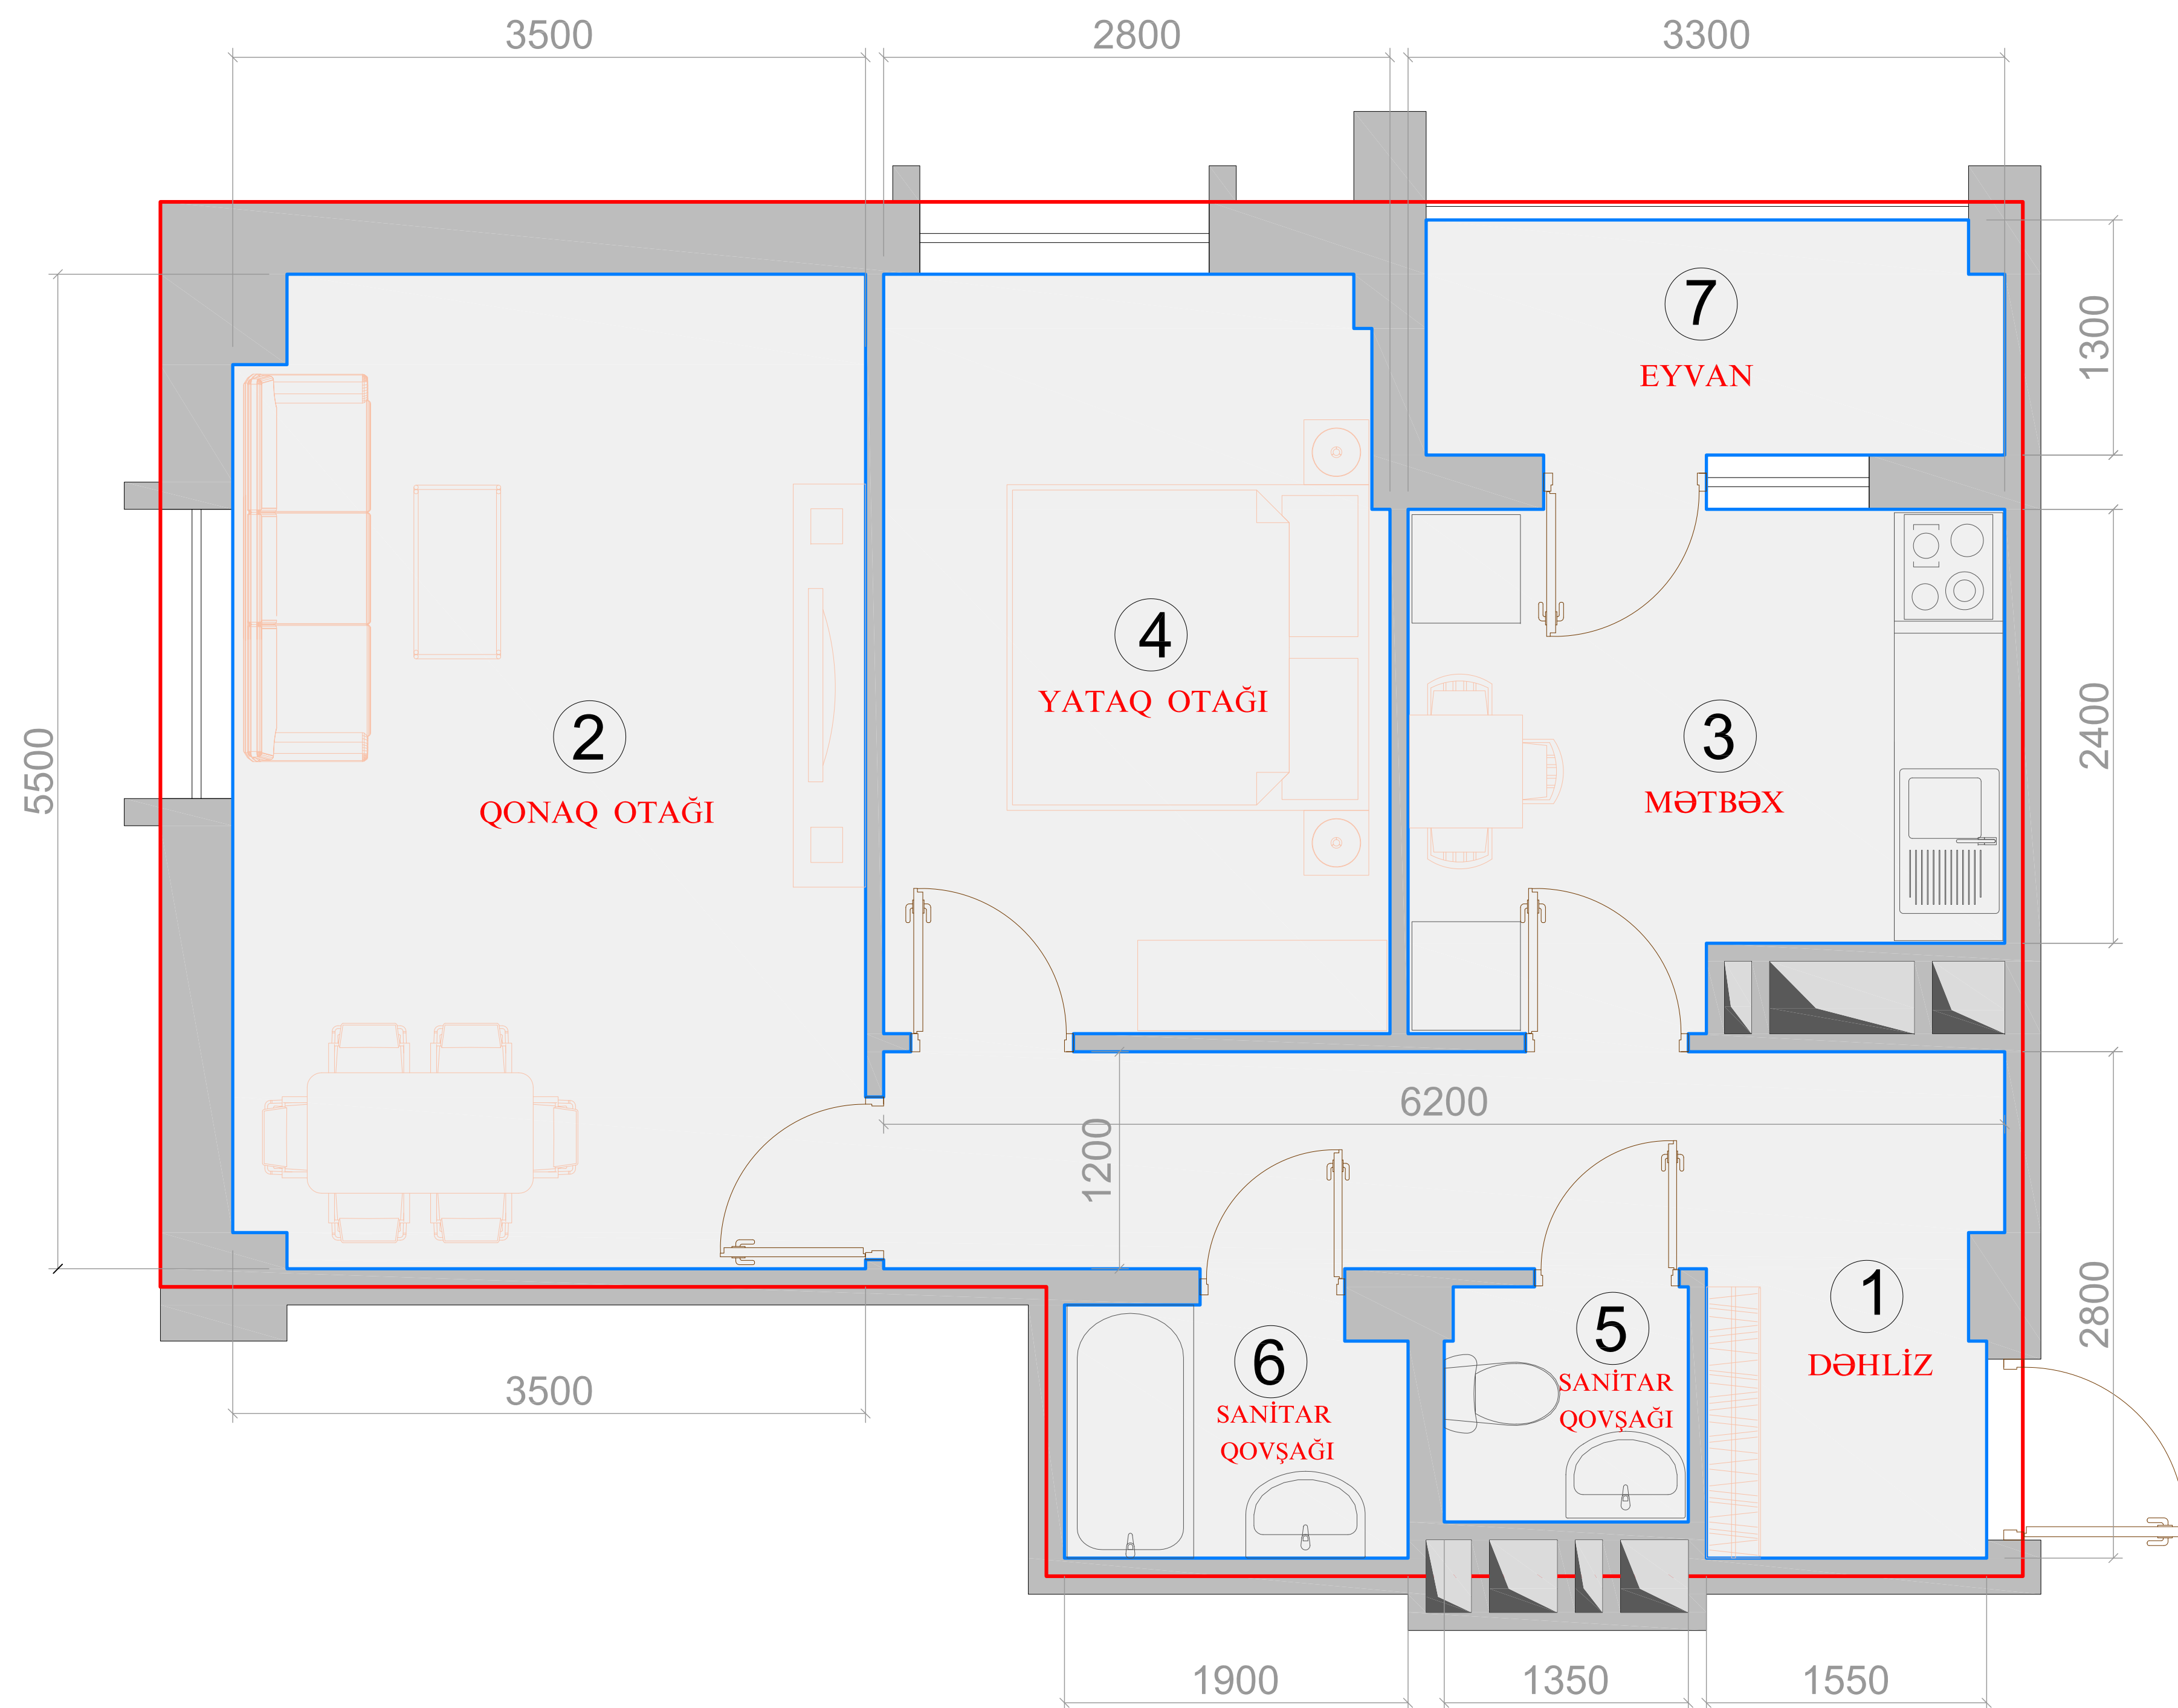 3500
2800
3300
7
EYVAN
1300
4
YATAQ OTAĞI
2
QONAQ OTAĞI
3
MƏTBƏX
2400
5500
6200
1200
1
DƏHLİZ
2800
5
SANİTAR
QOVŞAĞI
6
SANİTAR
QOVŞAĞI
3500
1900
1350
1550